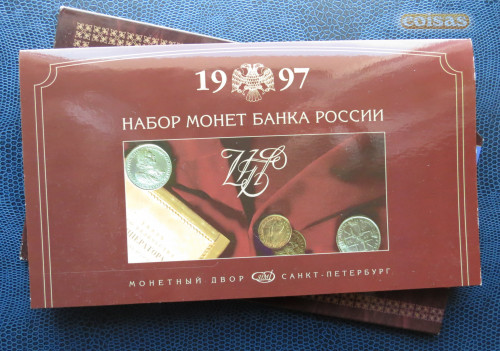 coisas
1997
НАБОР МОНЕТ БАНКА РОССИИ
МОНЕТНЫЙ ДВОР САНКТ-ПЕТЕРБУРГ